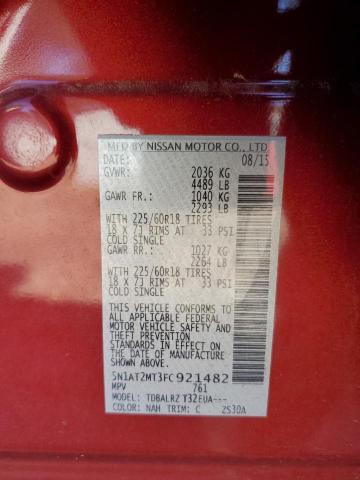 MFD BY NISSAN MOTOR CO., LTD
DATE: 08/15
GVWR: 2036 KG
4489 LB
GAWR FR.: 1040 KG
2293 LB
WITH 225/60R18 TIRES
18 X 7J RIMS AT 33 PSI
COLD SINGLE
GAWR RR.: 1027 KG
2264 LB
WITH 225/60R18 TIRES
18 X 7J RIMS AT 33 PSI
COLD SINGLE
THIS VEHICLE CONFORMS TO
ALL APPLICABLE FEDERAL
MOTOR VEHICLE SAFETY
BUMPER, AND THEFT
PREVENTION STANDARDS IN
EFFECT ON THE DATE OF
MANUFACTURE SHOWN ABOVE.
5N1AT2MT3FC921482
MPV 761
MODEL: TDBALRZ T32EUA---
COLOR: NAH TRIM: C 2530A